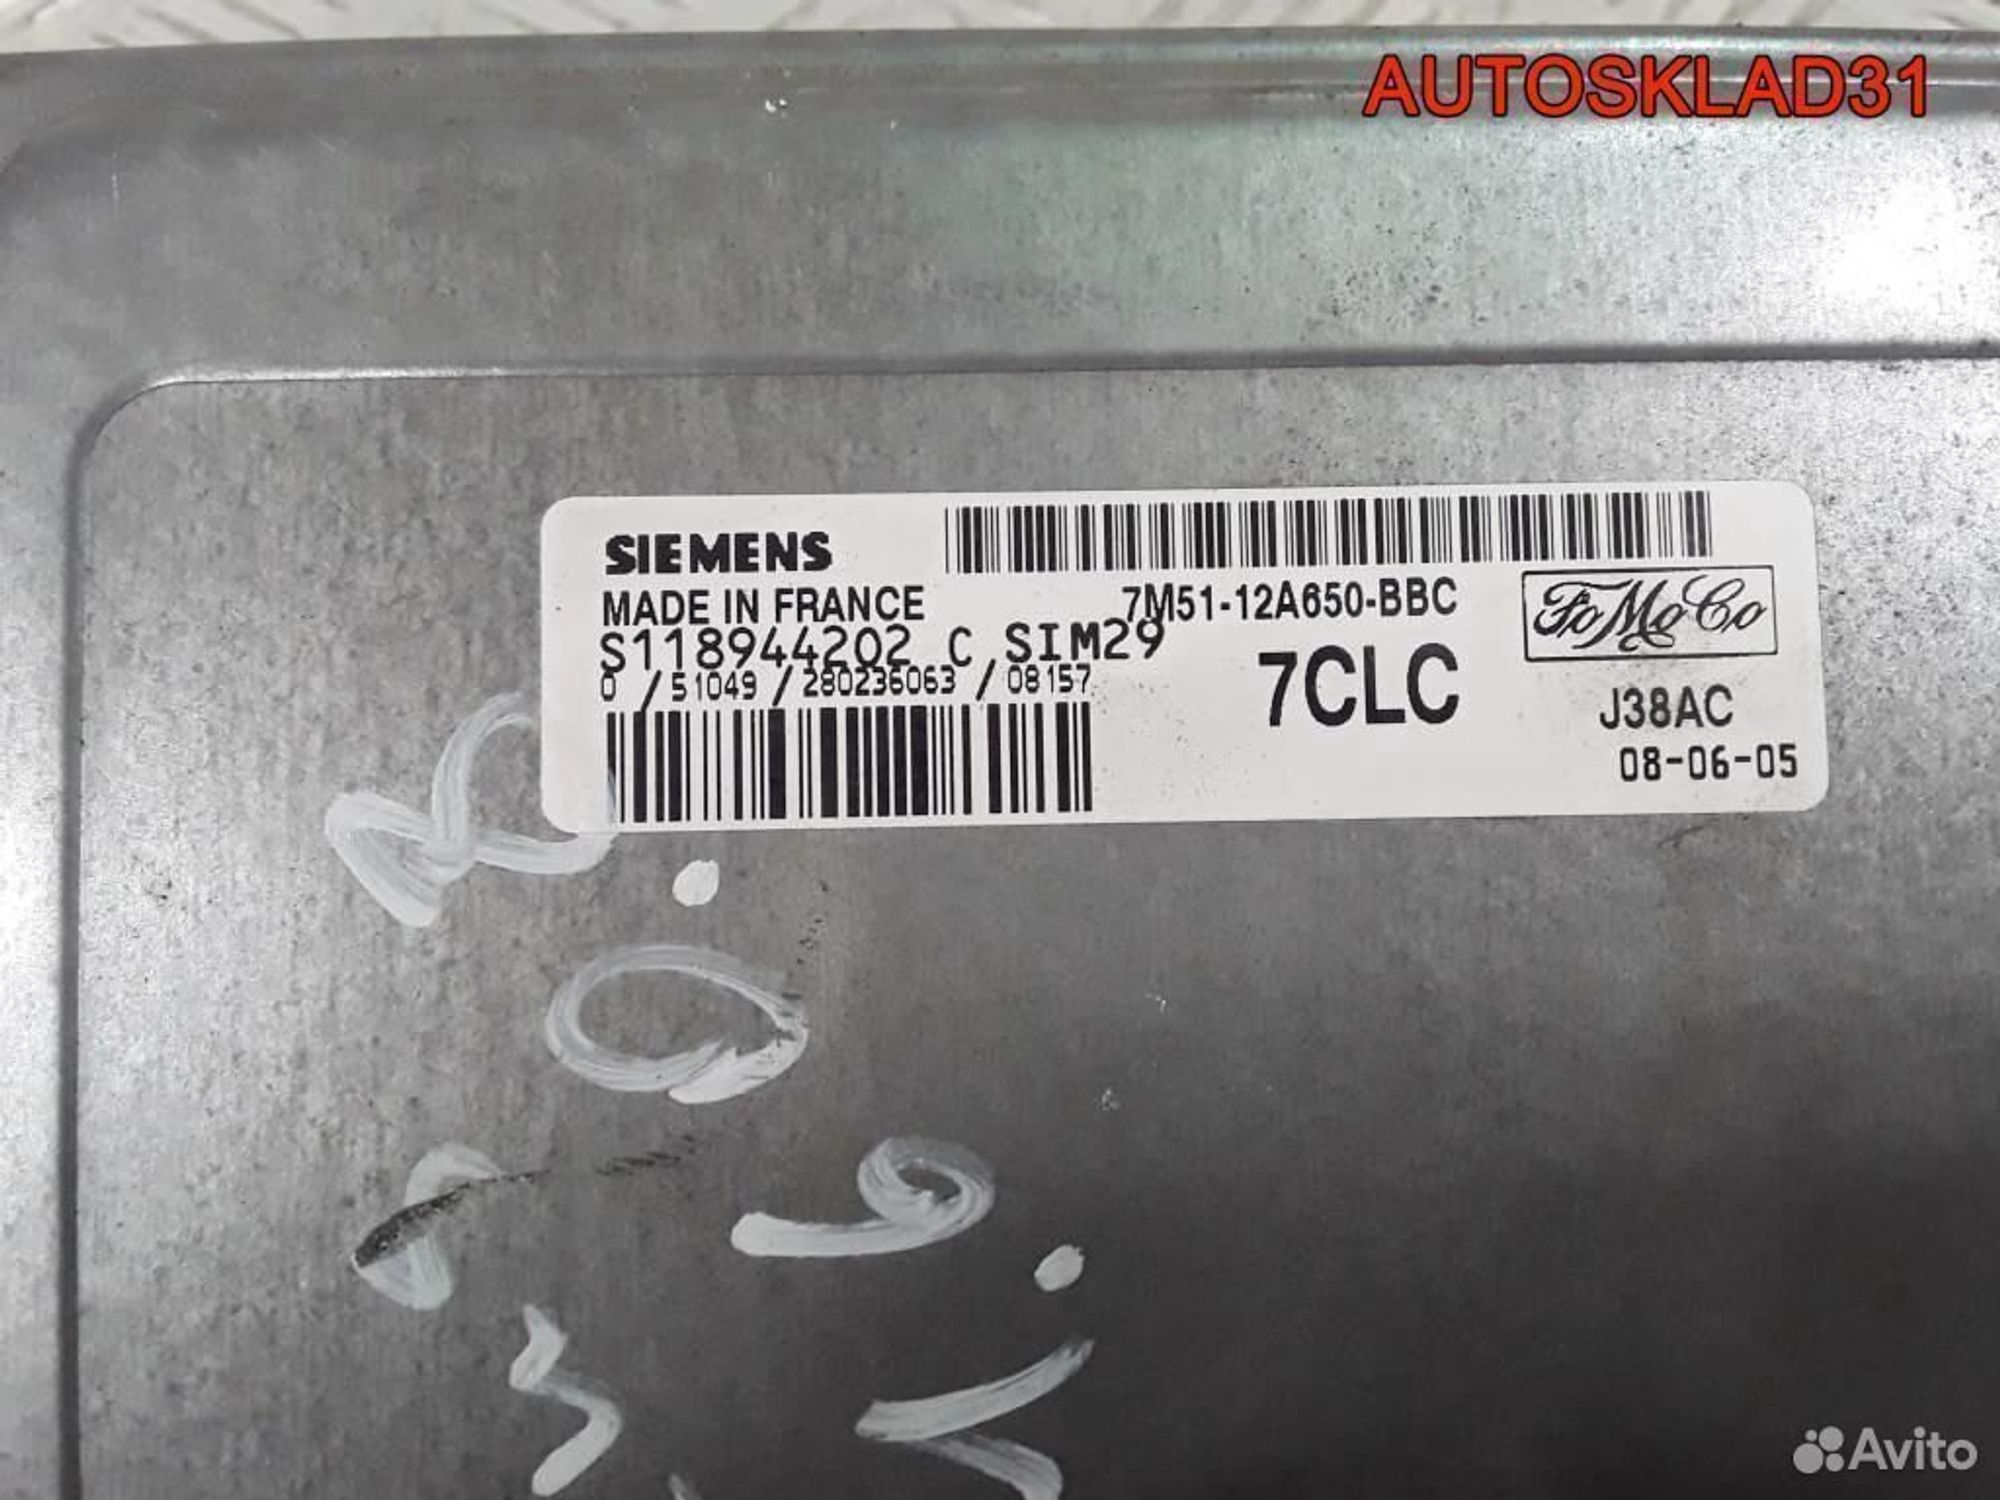 AUTOSKLAD31
SIEMENS
MADE IN FRANCE
7M51-12A650-BBC
FoMoCo
S118944202 C SIM29
0 / 51049 / 280236063 / 08157
7CLC
J38AC
08-06-05
Avito